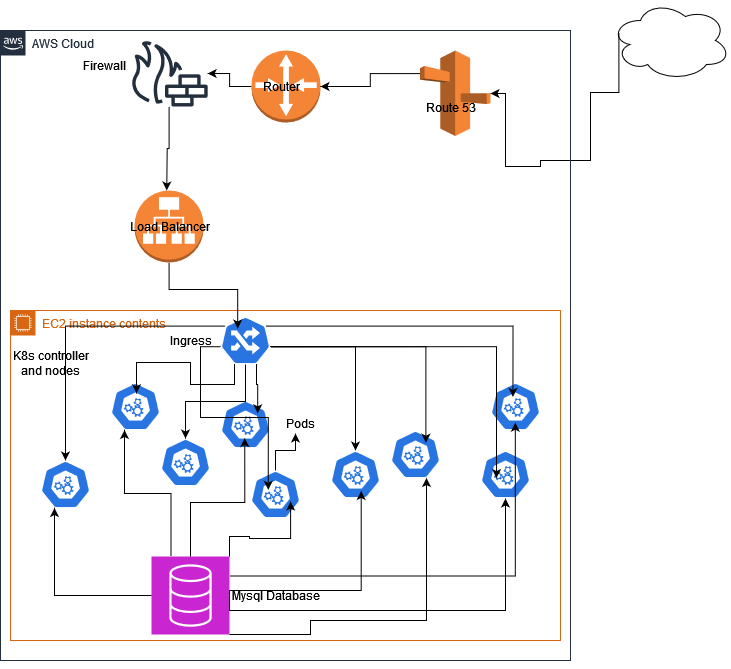 aws
AWS Cloud
Firewall
Router
Route 53
Load Balancer
EC2 instance contents
Ingress
K8s controller
and nodes
Pods
Mysql Database